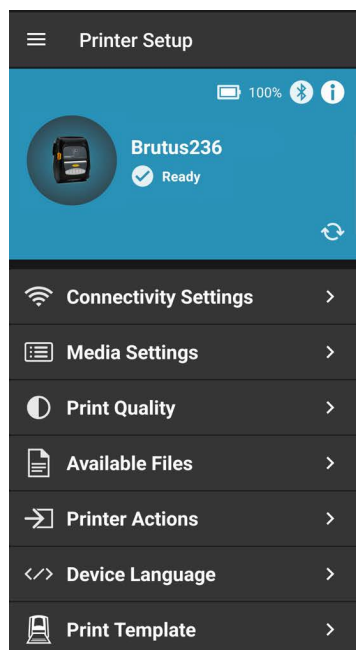 Printer Setup
100%
Brutus236
Ready
Connectivity Settings
Media Settings
Print Quality
Available Files
Printer Actions
Device Language
Print Template